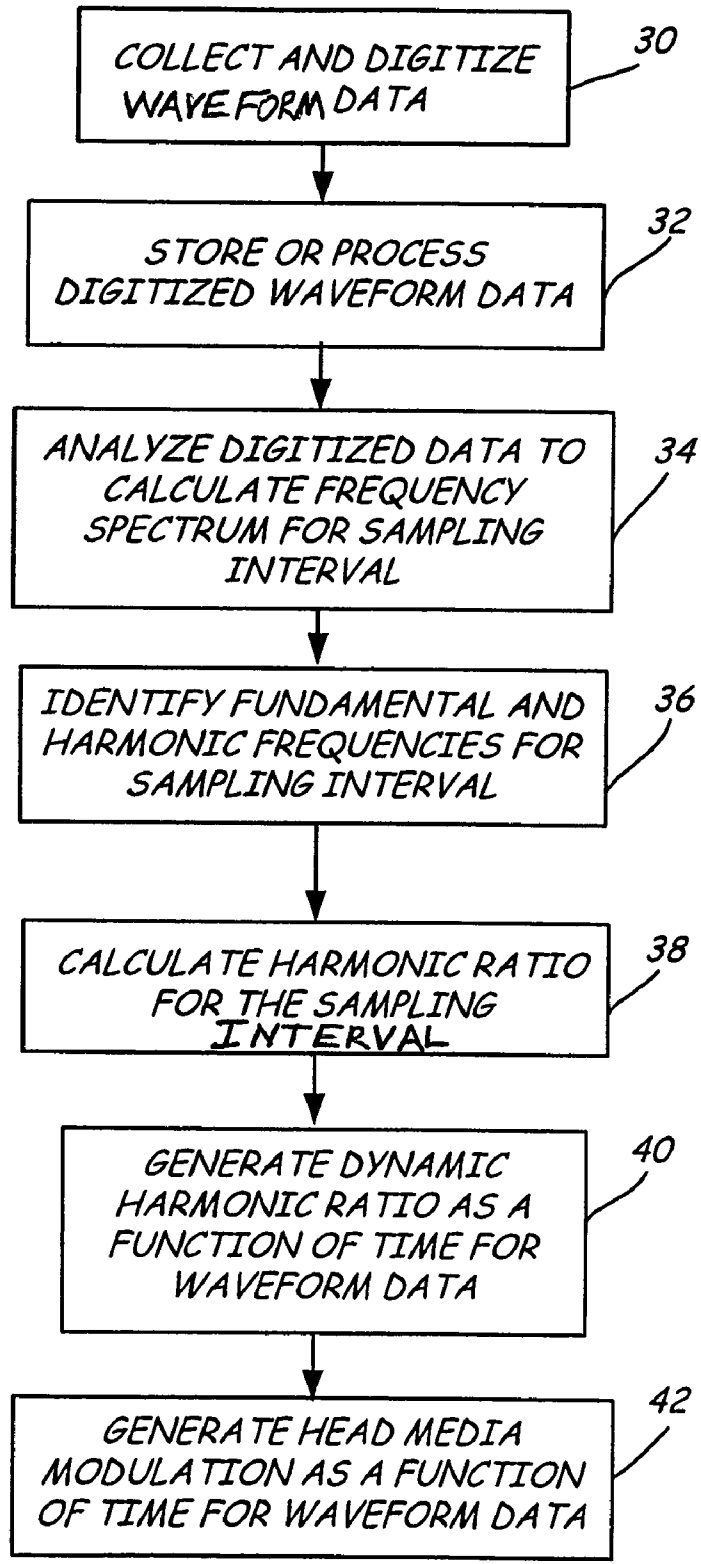 COLLECT AND DIGITIZE
WAVEFORM DATA
30
STORE OR PROCESS
DIGITIZED WAVEFORM DATA
32
ANALYZE DIGITIZED DATA TO
CALCULATE FREQUENCY
SPECTRUM FOR SAMPLING
INTERVAL
34
IDENTIFY FUNDAMENTAL AND
HARMONIC FREQUENCIES FOR
SAMPLING INTERVAL
36
CALCULATE HARMONIC RATIO
FOR THE SAMPLING
INTERVAL
38
GENERATE DYNAMIC
HARMONIC RATIO AS A
FUNCTION OF TIME FOR
WAVEFORM DATA
40
GENERATE HEAD MEDIA
MODULATION AS A FUNCTION
OF TIME FOR WAVEFORM DATA
42